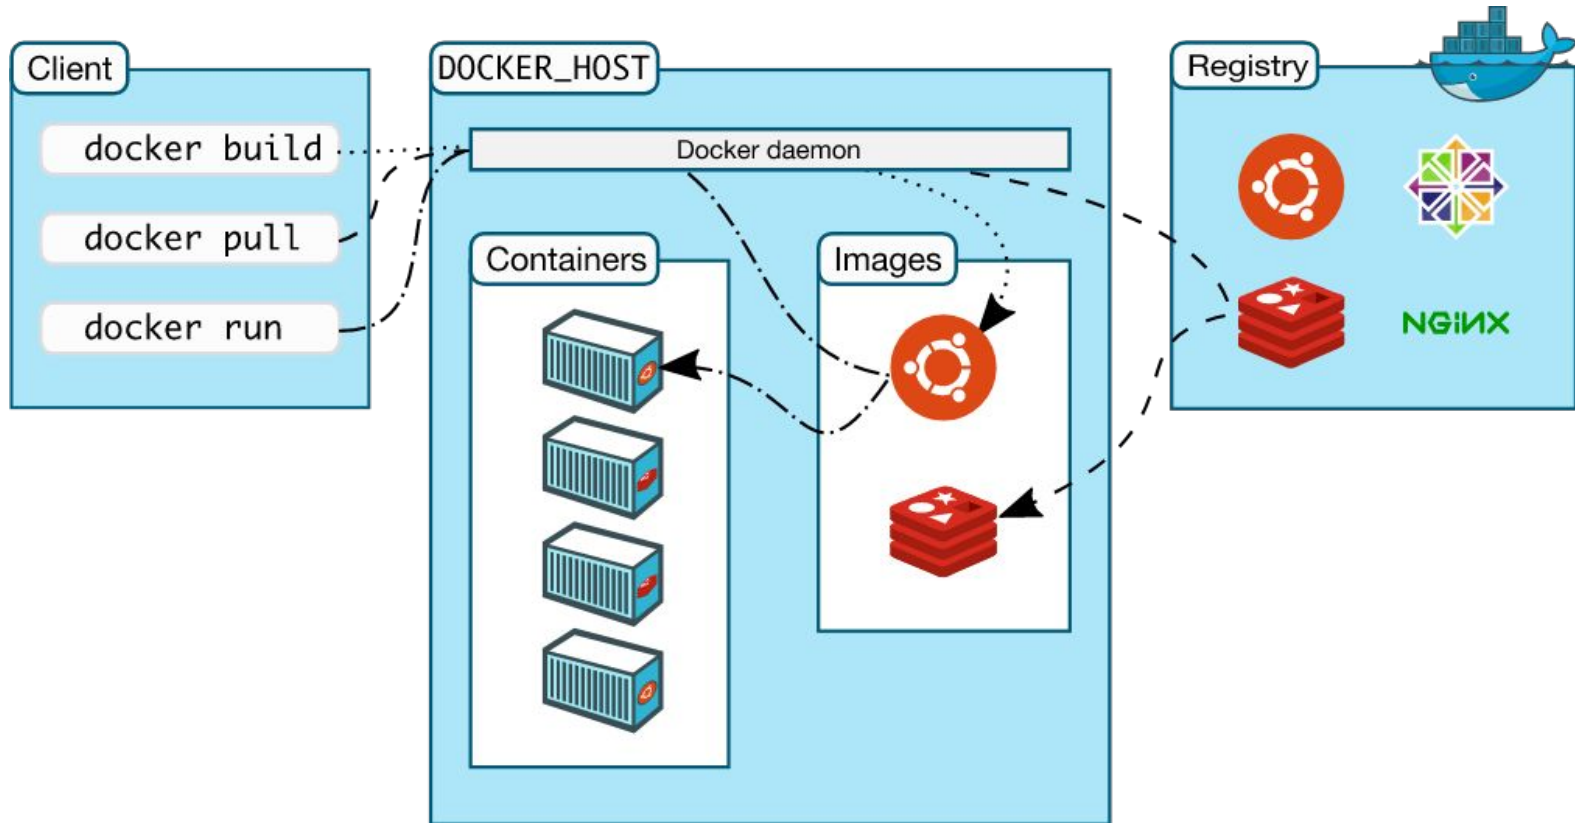 Client
docker build
docker pull
docker run
DOCKER_HOST
Docker daemon
Containers
Images
Registry
NGiNX